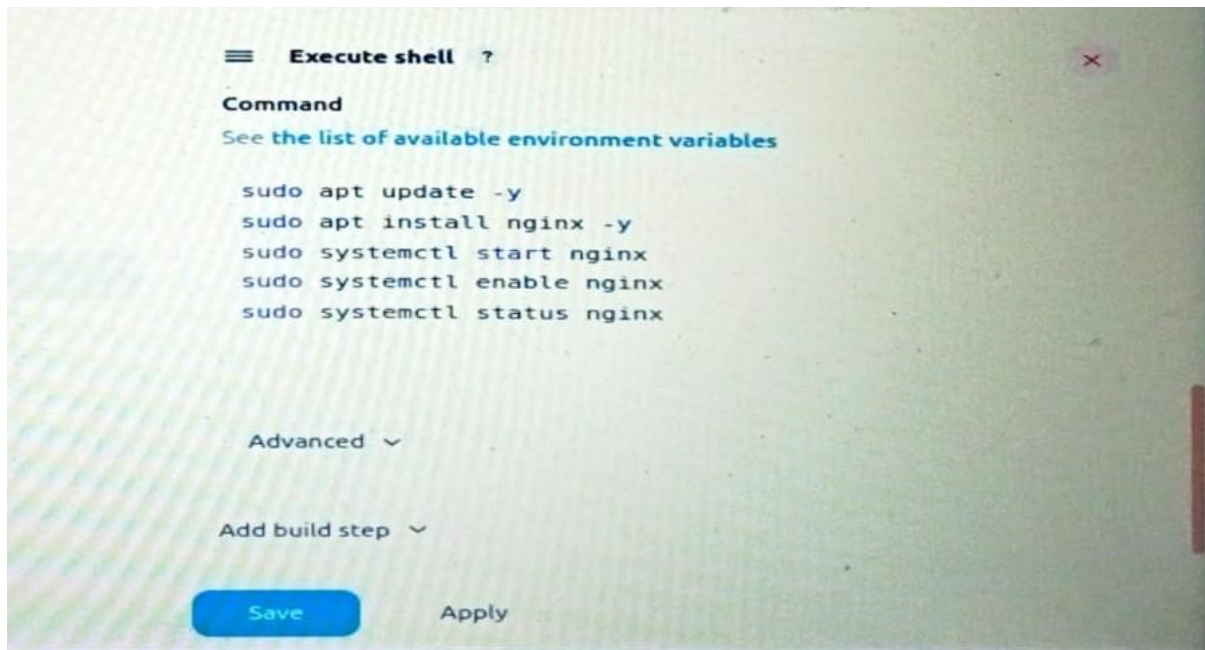 Execute shell ?
Command
See the list of available environment variables
sudo apt update -y
sudo apt install nginx -y
sudo systemctl start nginx
sudo systemctl enable nginx
sudo systemctl status nginx
Advanced
Add build step
Save Apply